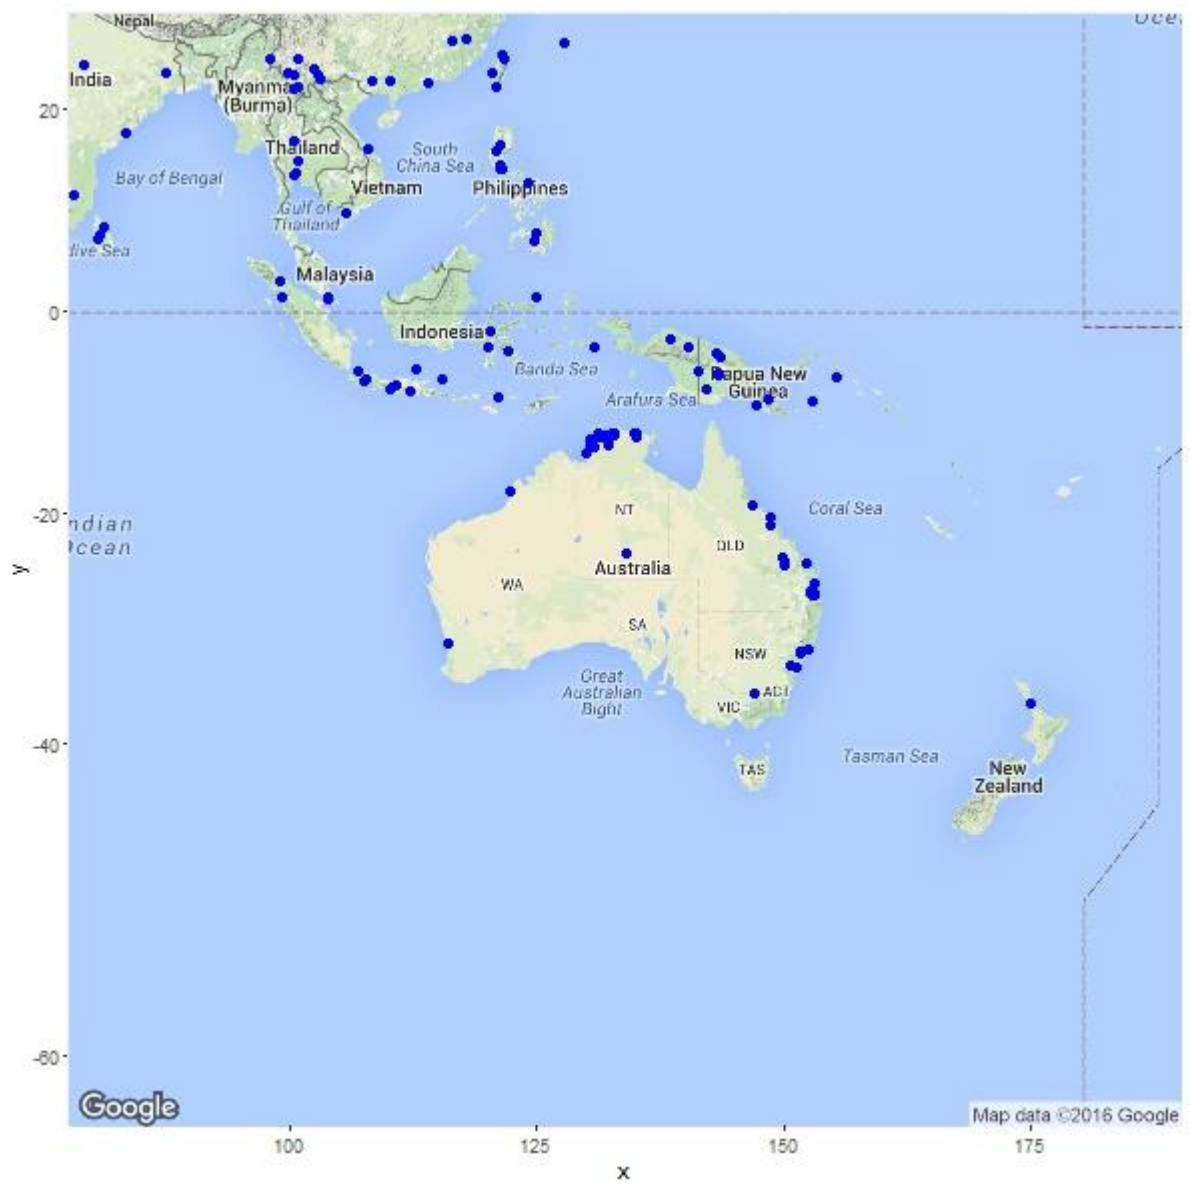 Nepal
Oce
India
Myanma
(Burma)
20
Thailand
South
China Sea
Bay of Bengal
Vietnam
Philippines
Gulf of
Thailand
dive Sea
Malaysia
0
Indonesia
Banda Sea
Papua New
Guinea
Arafura Sea
-20
NT
Coral Sea
ndian
Ocean
QLD
y
Australia
WA
SA
NSW
Great
Australian
Bight
ACT
VIC
-40
Tasman Sea
TAS
New
Zealand
-60
Google
Map data ©2016 Google
100
125
150
175
x